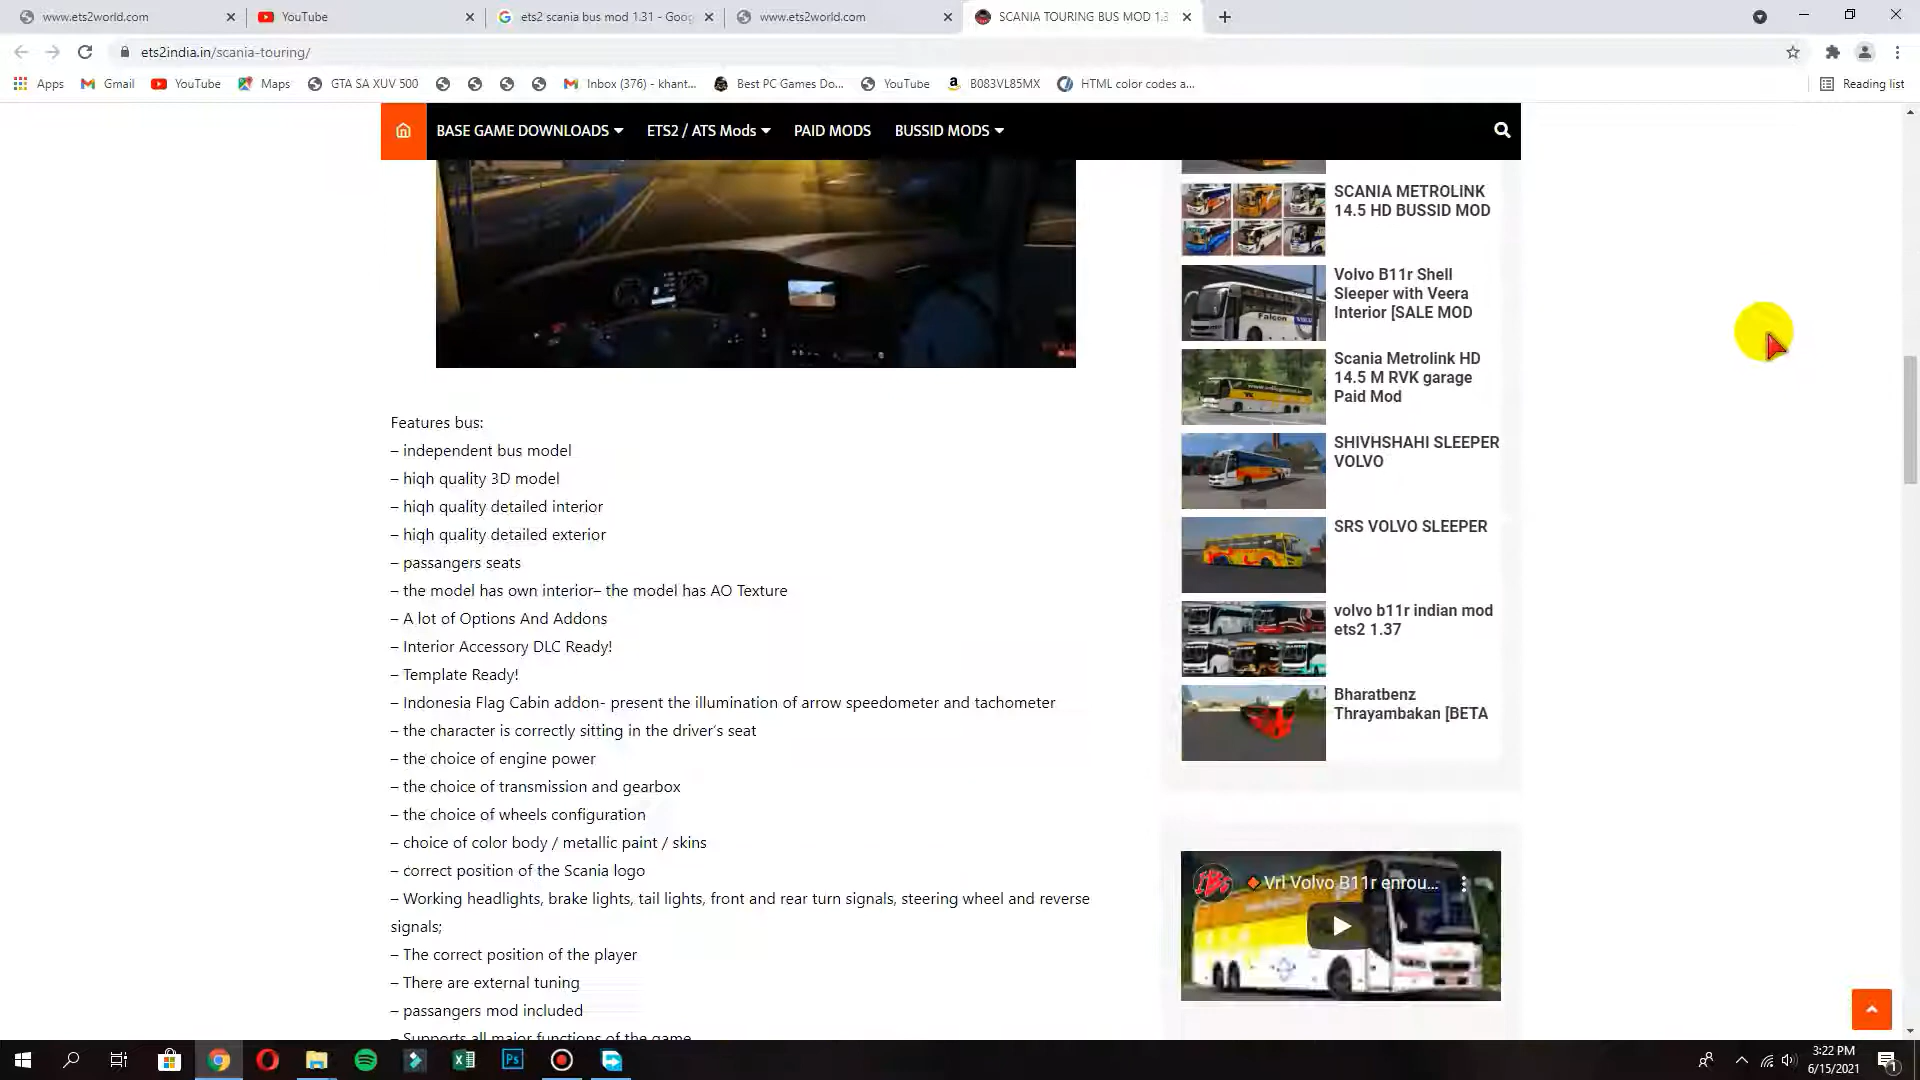 www.ets2world.com
YouTube
ets2 scania bus mod 1.31 - Goog
www.ets2world.com
SCANIA TOURING BUS MOD 1.3
ets2india.in/scania-touring/
Apps
Gmail
YouTube
Maps
GTA SA XUV 500
Inbox (376) - khant...
Best PC Games Do...
YouTube
B083VL85MX
HTML color codes a...
Reading list
BASE GAME DOWNLOADS
ETS2 / ATS Mods
PAID MODS
BUSSID MODS
Features bus:
– independent bus model
– hiqh quality 3D model
– hiqh quality detailed interior
– hiqh quality detailed exterior
– passangers seats
– the model has own interior– the model has AO Texture
– A lot of Options And Addons
– Interior Accessory DLC Ready!
– Template Ready!
– Indonesia Flag Cabin addon- present the illumination of arrow speedometer and tachometer
– the character is correctly sitting in the driver's seat
– the choice of engine power
– the choice of transmission and gearbox
– the choice of wheels configuration
– choice of color body / metallic paint / skins
– correct position of the Scania logo
– Working headlights, brake lights, tail lights, front and rear turn signals, steering wheel and reverse
signals;
– The correct position of the player
– There are external tuning
– passangers mod included
– Supports all major functions of the game
SCANIA METROLINK
14.5 HD BUSSID MOD
Volvo B11r Shell
Sleeper with Veera
Interior [SALE MOD
Falcon
Scania Metrolink HD
14.5 M RVK garage
Paid Mod
SHIVHSHAHI SLEEPER
VOLVO
SRS VOLVO SLEEPER
volvo b11r indian mod
ets2 1.37
Bharatbenz
Thrayambakan [BETA
IBS
Vrl Volvo B11r enrou...
3:22 PM
6/15/2021
1